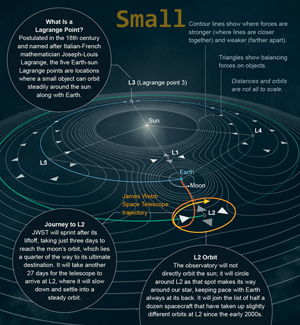 Small
What Is a
Lagrange Point?
Postulated in the 18th century
and named after Italian-French
mathematician Joseph-Louis
Lagrange, the five Earth-sun
Lagrange points are locations
where a small object can orbit
steadily around the sun
along with Earth.
Contour lines show where forces are
stronger (where lines are closer
together) and weaker (farther apart).
Triangles show balancing
forces on objects.
Distances and orbits
are not all to scale.
L3 (Lagrange point 3)
Sun
L4
L5
L1
Earth
Moon
James Webb
Space Telescope
trajectory
L2
Journey to L2
JWST will sprint after its
liftoff, taking just three days to
reach the moon's orbit, which lies
a quarter of the way to its ultimate
destination. It will take another
27 days for the telescope to
arrive at L2, where it will slow
down and settle into a
steady orbit.
L2 Orbit
The observatory will not
directly orbit the sun; it will circle
around L2 as that spot makes its way
around our star, keeping pace with Earth
always at its back. It will join the list of half a
dozen spacecraft that have taken up slightly
different orbits at L2 since the early 2000s.